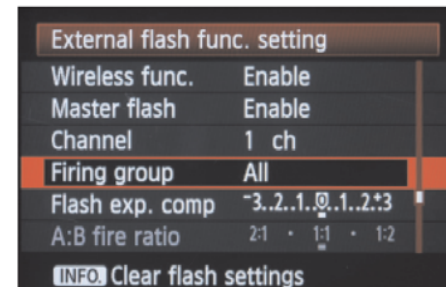 External flash func. setting
Wireless func. Enable
Master flash Enable
Channel 1 ch
Firing group All
Flash exp. comp -3..2..1..0..1..2.+3
A:B fire ratio 2:1 · 1:1 · 1:2
INFO. Clear flash settings